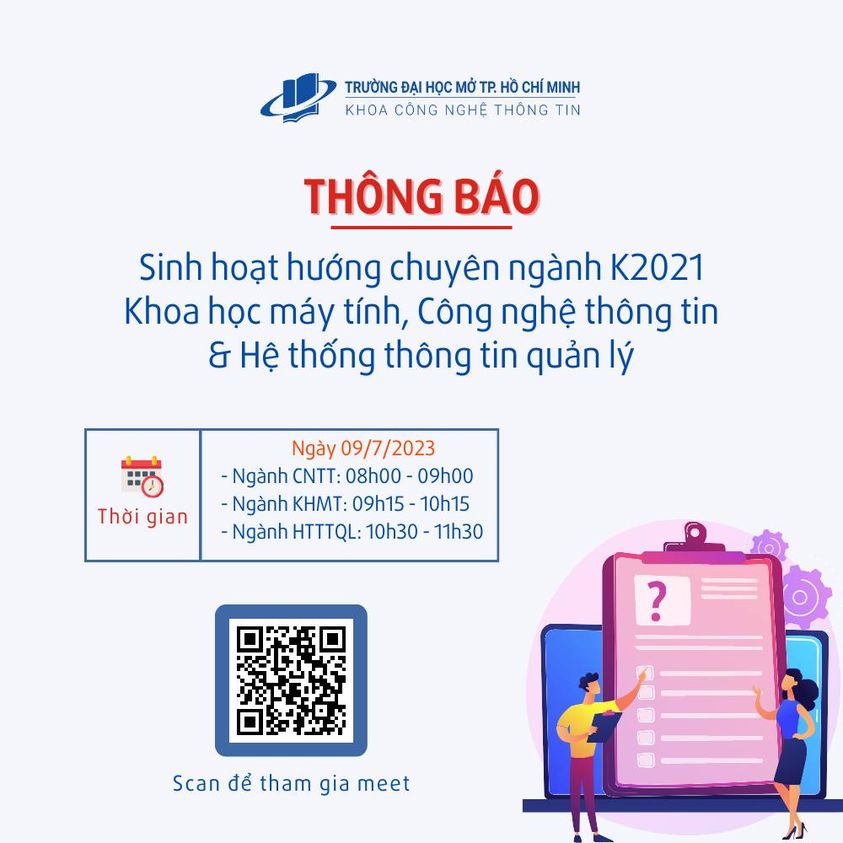 TRƯỜNG ĐẠI HỌC MỞ TP. HỒ CHÍ MINH
KHOA CÔNG NGHỆ THÔNG TIN
THÔNG BÁO
Sinh hoạt hướng chuyên ngành K2021
Khoa học máy tính, Công nghệ thông tin
& Hệ thống thông tin quản lý
Thời gian
Ngày 09/7/2023
- Ngành CNTT: 08h00 - 09h00
- Ngành KHMT: 09h15 - 10h15
- Ngành HTTTQL: 10h30 - 11h30
?
Scan để tham gia meet